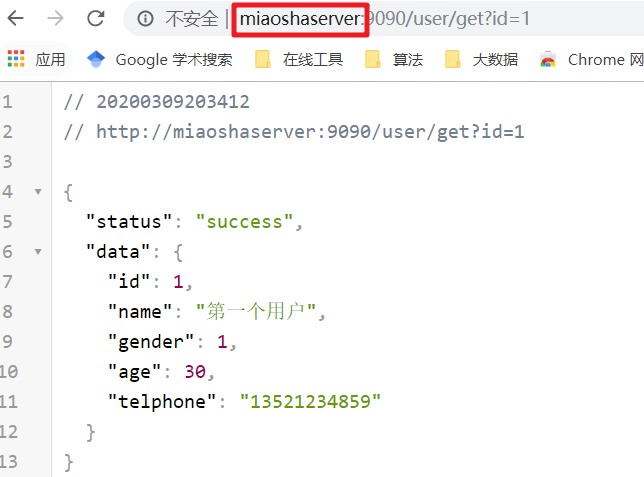 不安全 | miaoshaserver:9090/user/get?id=1
应用 Google 学术搜索 在线工具 算法 大数据 Chrome 网
1 // 20200309203412
2 // http://miaoshaserver:9090/user/get?id=1
3
4 {
5 "status": "success",
6 "data": {
7 "id": 1,
8 "name": "第一个用户",
9 "gender": 1,
10 "age": 30,
11 "telphone": "13521234859"
12 }
13 }